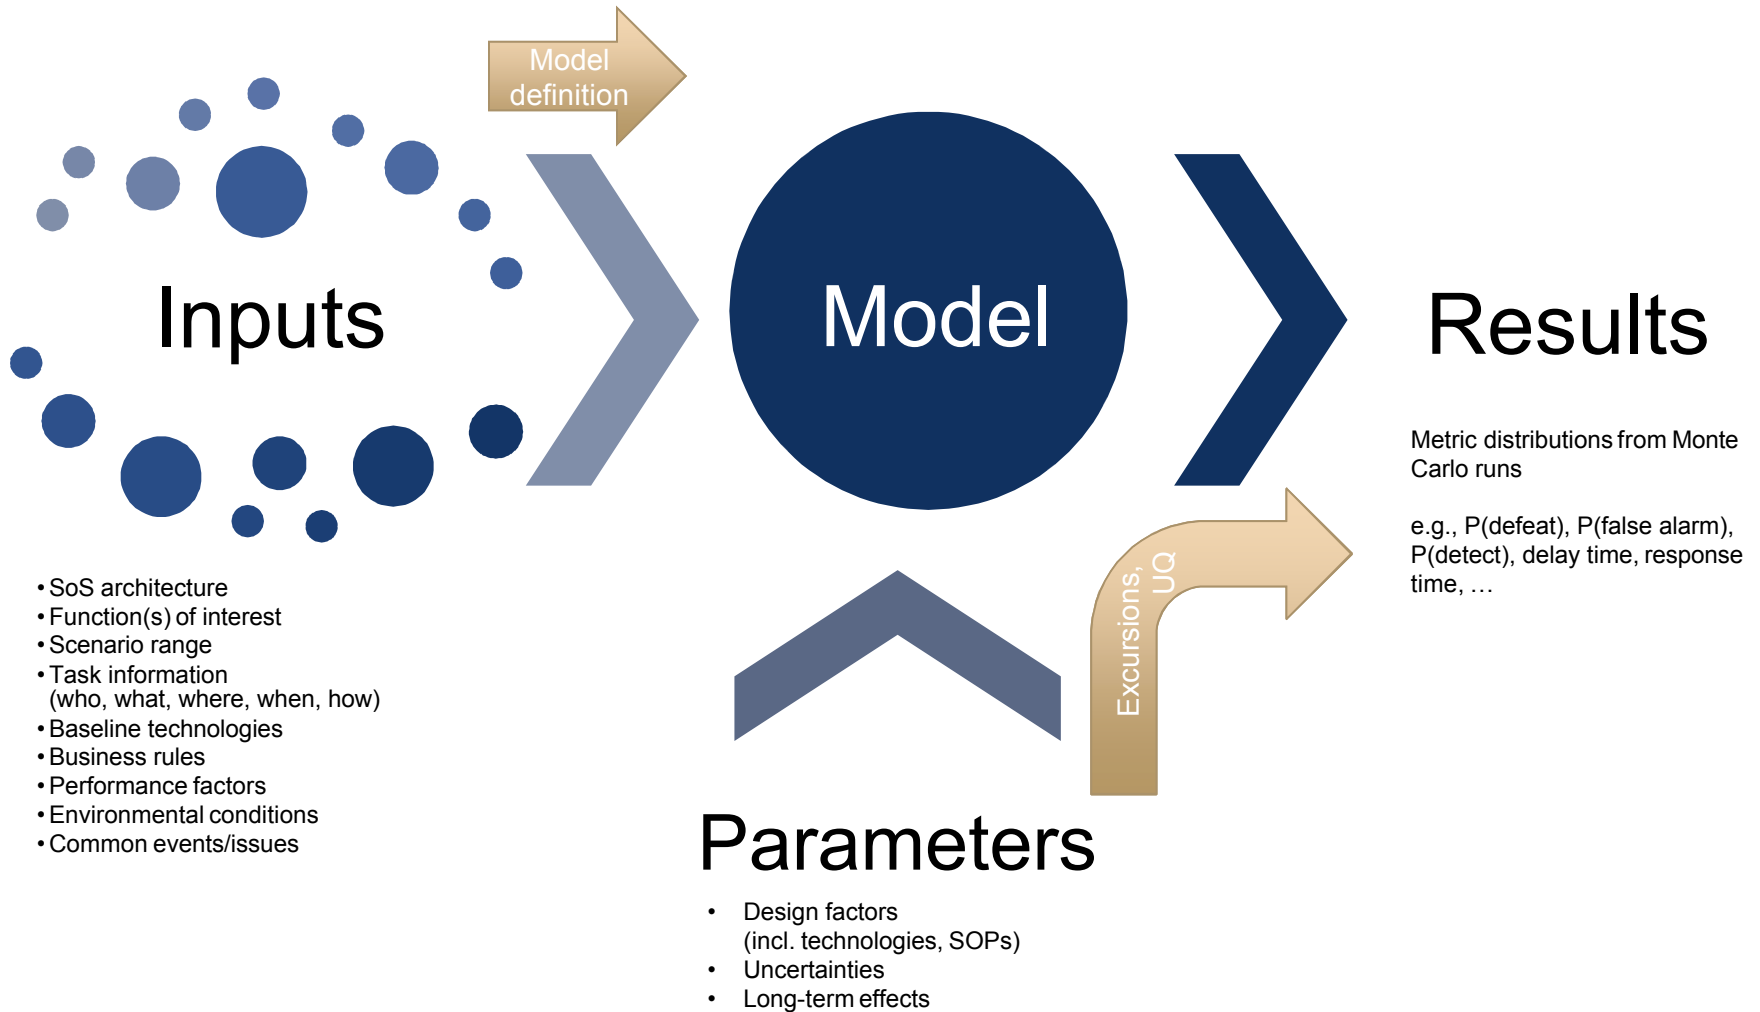 Model
definition
Inputs
Model
Results
• SoS architecture
• Function(s) of interest
• Scenario range
• Task information
(who, what, where, when, how)
• Baseline technologies
• Business rules
• Performance factors
• Environmental conditions
• Common events/issues
Excursions,
UQ
Metric distributions from Monte
Carlo runs
e.g., P(defeat), P(false alarm),
P(detect), delay time, response
time, …
Parameters
• Design factors
(incl. technologies, SOPs)
• Uncertainties
• Long-term effects